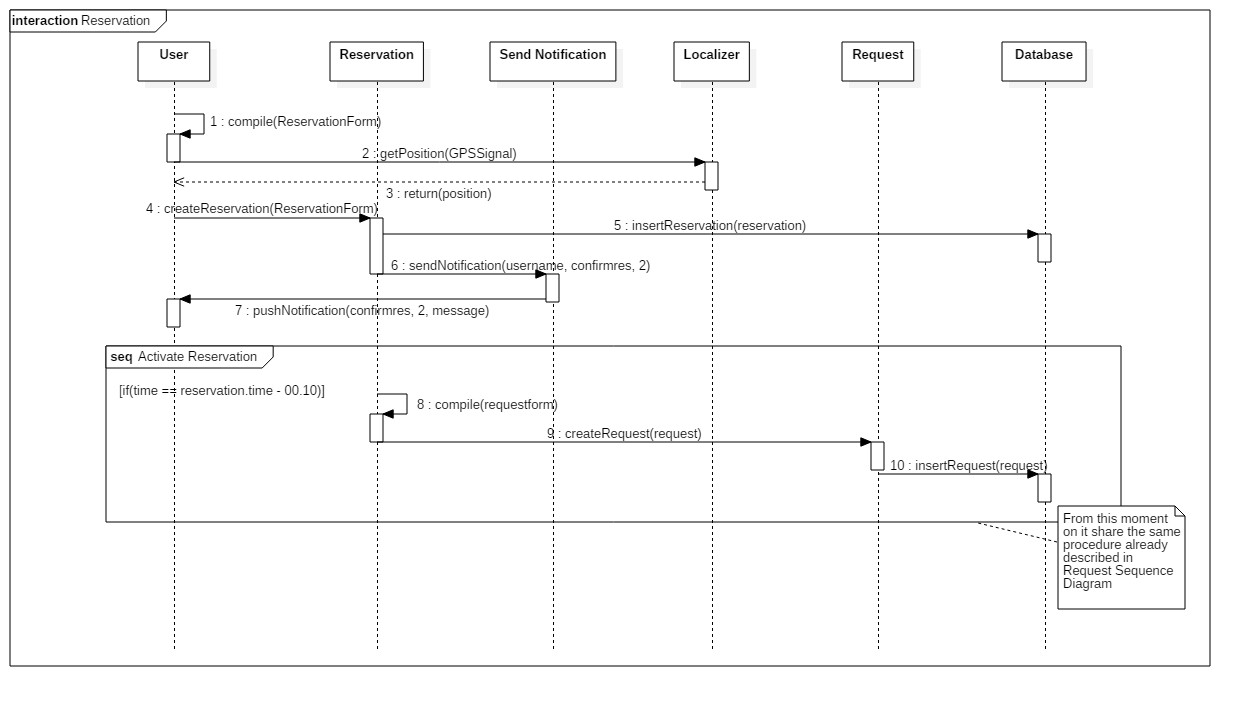 interaction Reservation
User
Reservation
Send Notification
Localizer
Request
Database
1 : compile(ReservationForm)
2 : getPosition(GPSSignal)
3 : return(position)
4 : createReservation(ReservationForm)
5 : insertReservation(reservation)
6 : sendNotification(username, confirmres, 2)
7 : pushNotification(confirmres, 2, message)
seq Activate Reservation
[if(time == reservation.time - 00.10)]
8 : compile(requestform)
9 : createRequest(request)
10 : insertRequest(request)
From this moment
on it share the same
procedure already
described in
Request Sequence
Diagram